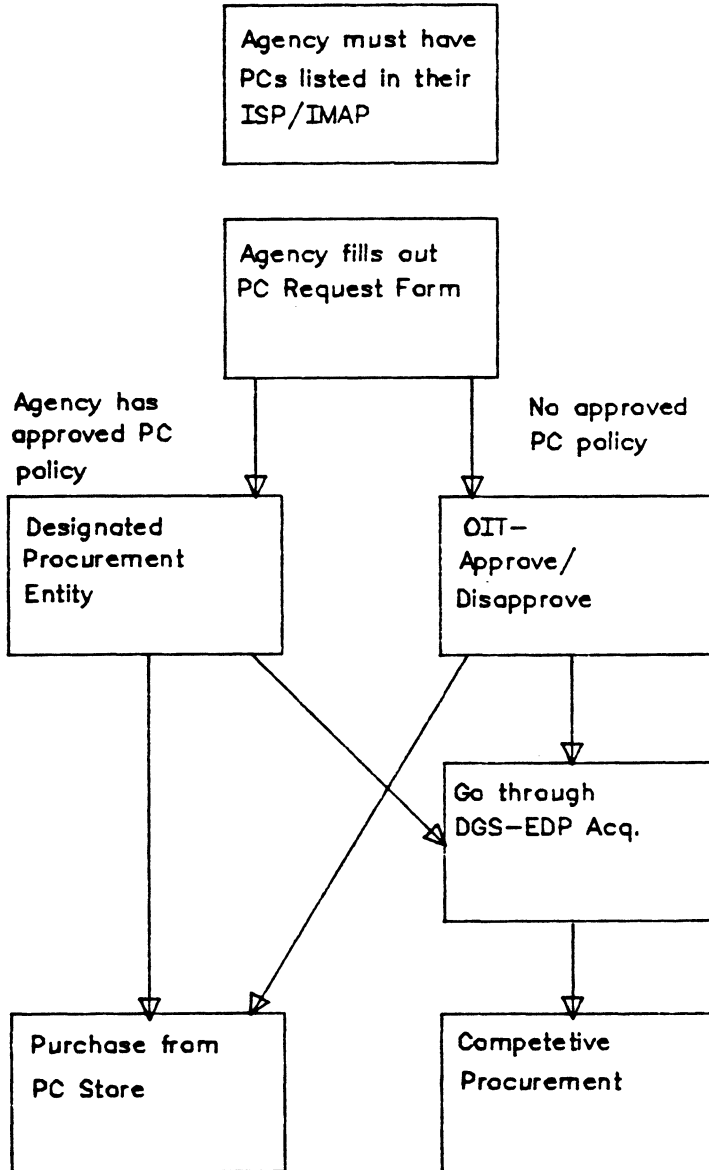 Agency must have
PCs listed in their
ISP/IMAP
Agency fills out
PC Request Form
Agency has
approved PC
policy
No approved
PC policy
Designated
Procurement
Entity
OIT-
Approve/
Disapprove
Go through
DGS-EDP Acq.
Purchase from
PC Store
Competetive
Procurement